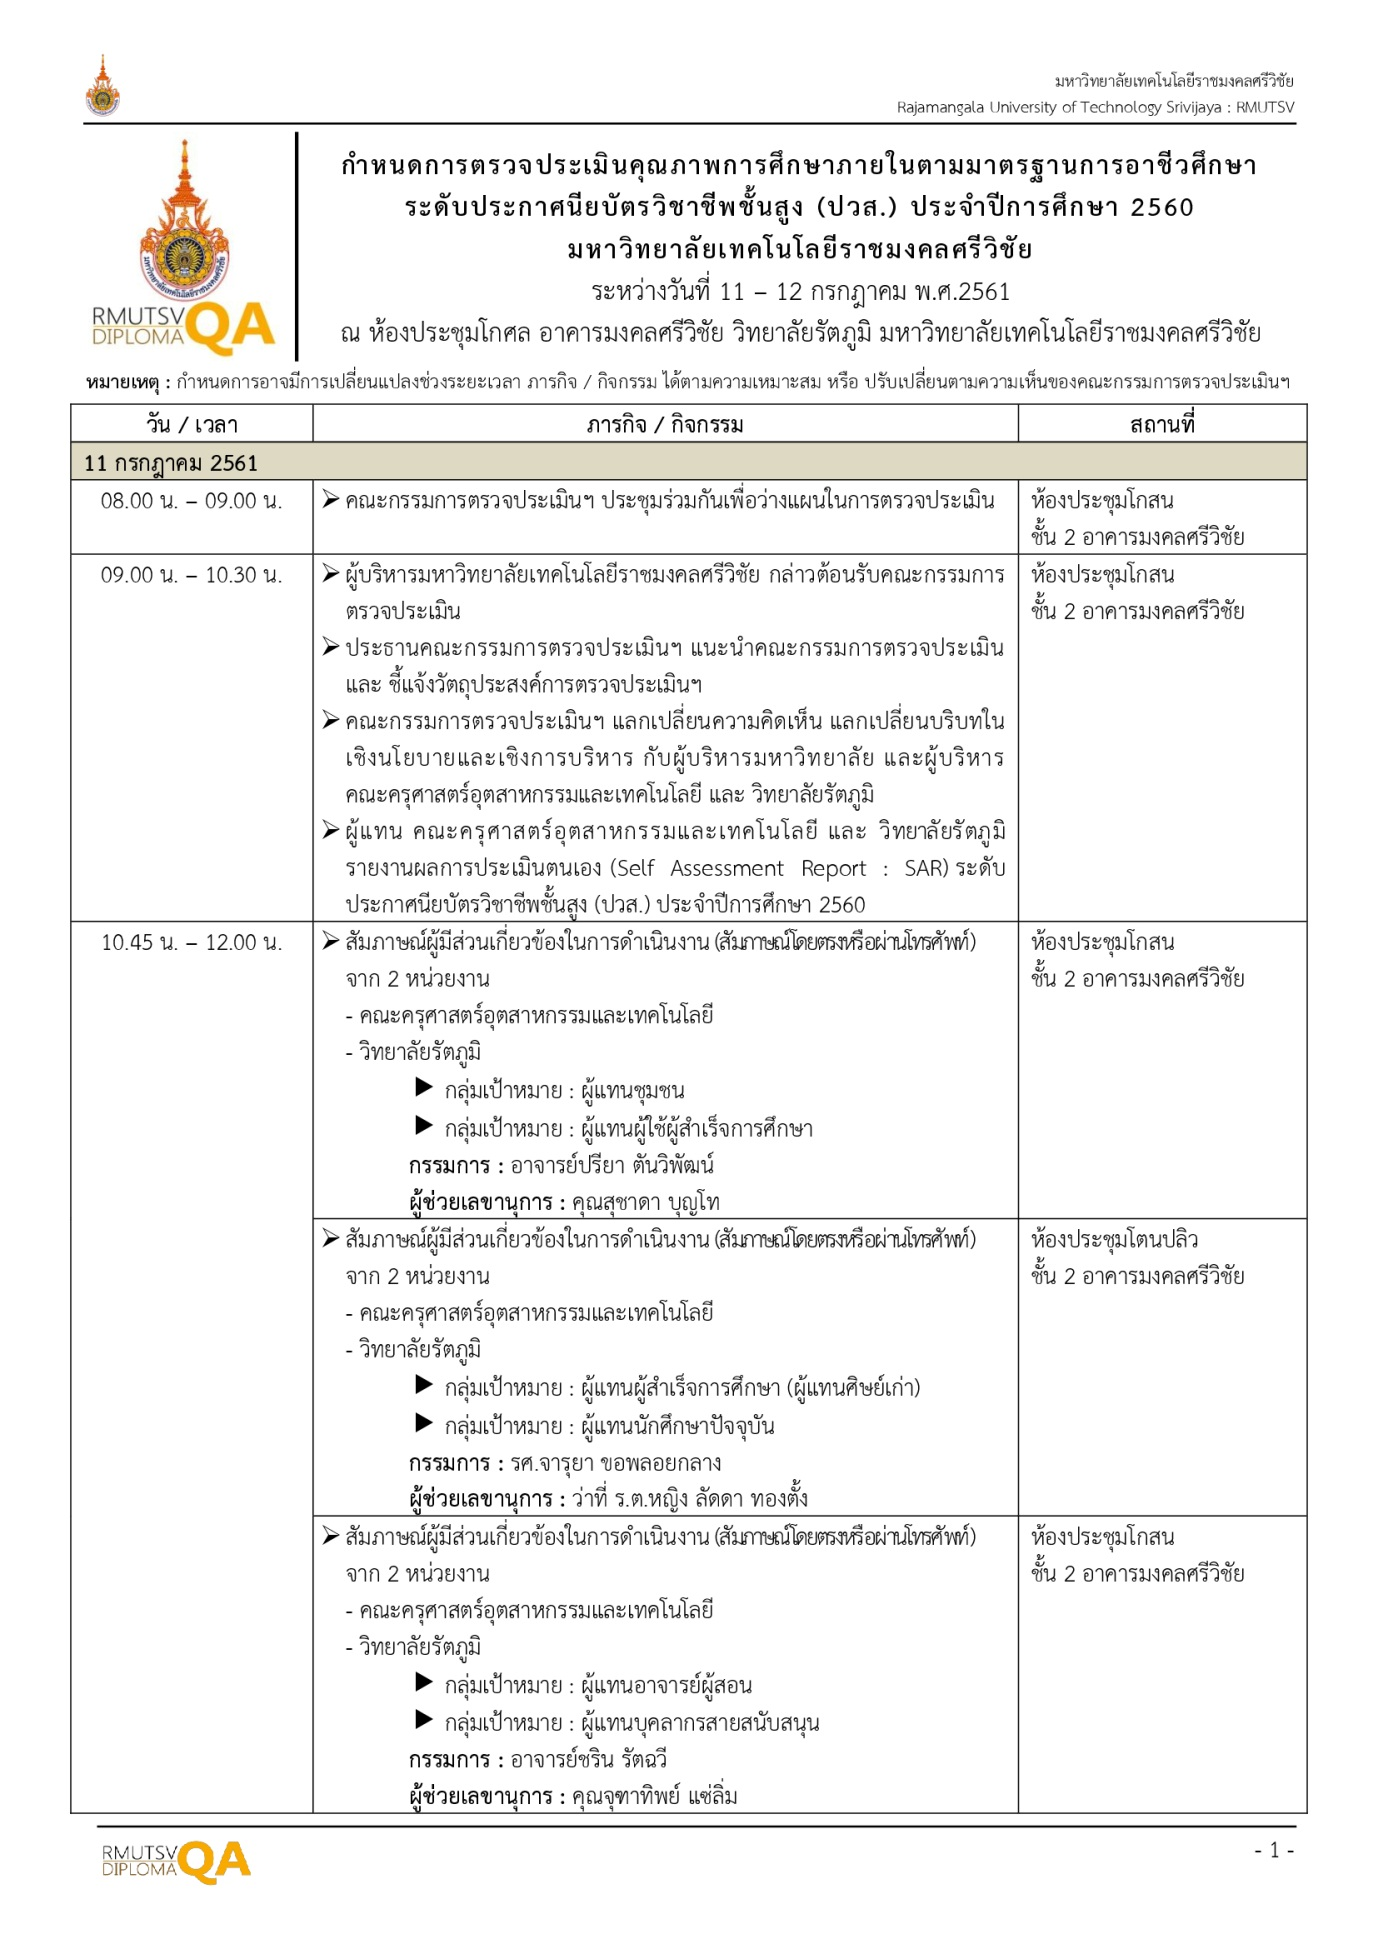 มหาวิทยาลัยเทคโนโลยีราชมงคลศรีวิชัย
Rajamangala University of Technology Srivijaya : RMUTSV
กำหนดการตรวจประเมินคุณภาพการศึกษาภายในตามมาตรฐานการอาชีวศึกษา
ระดับประกาศนียบัตรวิชาชีพชั้นสูง (ปวส.) ประจำปีการศึกษา 2560
มหาวิทยาลัยเทคโนโลยีราชมงคลศรีวิชัย
ระหว่างวันที่ 11 – 12 กรกฎาคม พ.ศ.2561
ณ ห้องประชุมโกศล อาคารมงคลศรีวิชัย วิทยาลัยรัตภูมิ มหาวิทยาลัยเทคโนโลยีราชมงคลศรีวิชัย
มหาวิทยาลัยเทคโนโลยีราชมงคลศรีวิชัย
RMUTSV
DIPLOMA QA
หมายเหตุ : กำหนดการอาจมีการเปลี่ยนแปลงช่วงระยะเวลา ภารกิจ / กิจกรรม ได้ตามความเหมาะสม หรือ ปรับเปลี่ยนตามความเห็นของคณะกรรมการตรวจประเมินฯ
วัน / เวลา ภารกิจ / กิจกรรม สถานที่
11 กรกฎาคม 2561
08.00 น. – 09.00 น. ➢ คณะกรรมการตรวจประเมินฯ ประชุมร่วมกันเพื่อว่างแผนในการตรวจประเมิน ห้องประชุมโกสน
ชั้น 2 อาคารมงคลศรีวิชัย
09.00 น. – 10.30 น. ➢ ผู้บริหารมหาวิทยาลัยเทคโนโลยีราชมงคลศรีวิชัย กล่าวต้อนรับคณะกรรมการ ห้องประชุมโกสน
ตรวจประเมิน ชั้น 2 อาคารมงคลศรีวิชัย
➢ ประธานคณะกรรมการตรวจประเมินฯ แนะนำคณะกรรมการตรวจประเมิน
และ ชี้แจ้งวัตถุประสงค์การตรวจประเมินฯ
➢ คณะกรรมการตรวจประเมินฯ แลกเปลี่ยนความคิดเห็น แลกเปลี่ยนบริบทใน
เชิงนโยบายและเชิงการบริหาร กับผู้บริหารมหาวิทยาลัย และผู้บริหาร
คณะครุศาสตร์อุตสาหกรรมและเทคโนโลยี และ วิทยาลัยรัตภูมิ
➢ ผู้แทน คณะครุศาสตร์อุตสาหกรรมและเทคโนโลยี และ วิทยาลัยรัตภูมิ
รายงานผลการประเมินตนเอง (Self Assessment Report : SAR) ระดับ
ประกาศนียบัตรวิชาชีพชั้นสูง (ปวส.) ประจำปีการศึกษา 2560
10.45 น. – 12.00 น. ➢ สัมภาษณ์ผู้มีส่วนเกี่ยวข้องในการดำเนินงาน (สัมภาษณ์โดยตรงหรือผ่านโทรศัพท์) ห้องประชุมโกสน
จาก 2 หน่วยงาน ชั้น 2 อาคารมงคลศรีวิชัย
- คณะครุศาสตร์อุตสาหกรรมและเทคโนโลยี
- วิทยาลัยรัตภูมิ
▶ กลุ่มเป้าหมาย : ผู้แทนชุมชน
▶ กลุ่มเป้าหมาย : ผู้แทนผู้ใช้ผู้สำเร็จการศึกษา
กรรมการ : อาจารย์ปรียา ตันวิพัฒน์
ผู้ช่วยเลขานุการ : คุณสุชาดา บุญโท
➢ สัมภาษณ์ผู้มีส่วนเกี่ยวข้องในการดำเนินงาน (สัมภาษณ์โดยตรงหรือผ่านโทรศัพท์) ห้องประชุมโตนปลิว
จาก 2 หน่วยงาน ชั้น 2 อาคารมงคลศรีวิชัย
- คณะครุศาสตร์อุตสาหกรรมและเทคโนโลยี
- วิทยาลัยรัตภูมิ
▶ กลุ่มเป้าหมาย : ผู้แทนผู้สำเร็จการศึกษา (ผู้แทนศิษย์เก่า)
▶ กลุ่มเป้าหมาย : ผู้แทนนักศึกษาปัจจุบัน
กรรมการ : รศ.จารุยา ขอพลอยกลาง
ผู้ช่วยเลขานุการ : ว่าที่ ร.ต.หญิง ลัดดา ทองตั้ง
➢ สัมภาษณ์ผู้มีส่วนเกี่ยวข้องในการดำเนินงาน (สัมภาษณ์โดยตรงหรือผ่านโทรศัพท์) ห้องประชุมโกสน
จาก 2 หน่วยงาน ชั้น 2 อาคารมงคลศรีวิชัย
- คณะครุศาสตร์อุตสาหกรรมและเทคโนโลยี
- วิทยาลัยรัตภูมิ
▶ กลุ่มเป้าหมาย : ผู้แทนอาจารย์ผู้สอน
▶ กลุ่มเป้าหมาย : ผู้แทนบุคลากรสายสนับสนุน
กรรมการ : อาจารย์ชริน รัตฉวี
ผู้ช่วยเลขานุการ : คุณจุฑาทิพย์ แซ่ลิ่ม
RMUTSV
DIPLOMA QA
- 1 -